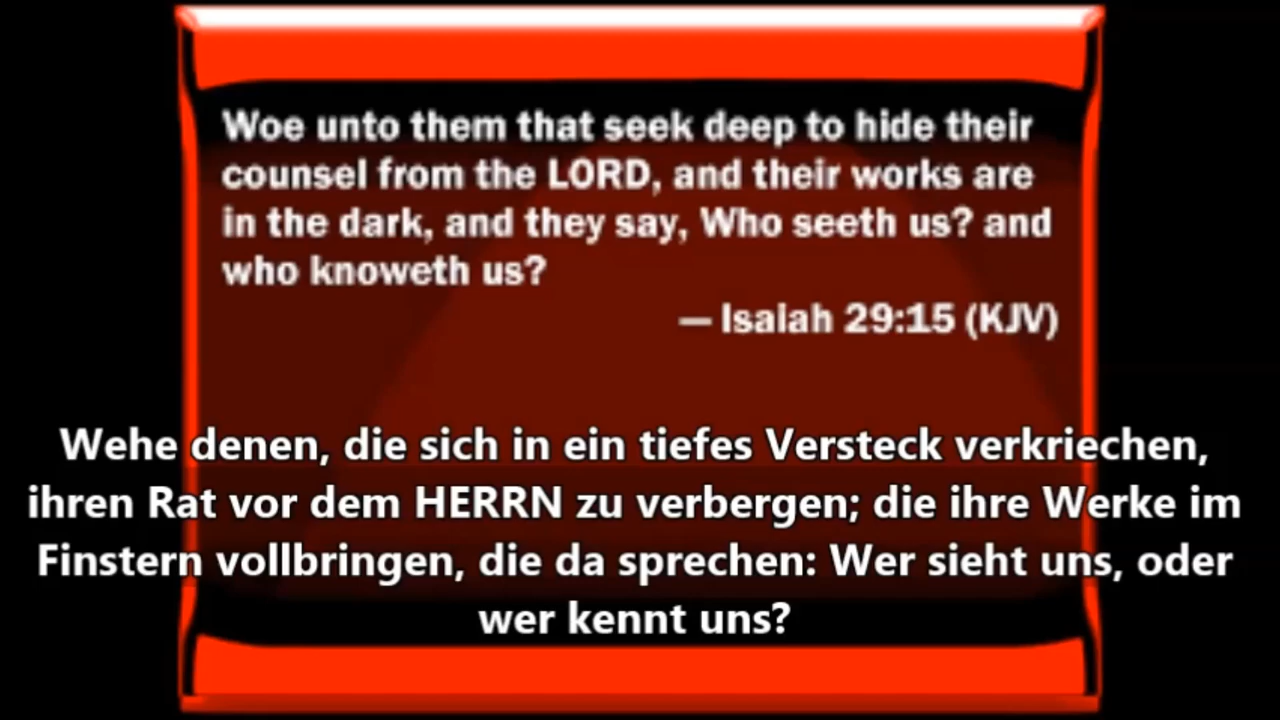 Woe unto them that seek deep to hide their
counsel from the LORD, and their works are
in the dark, and they say, Who seeth us? and
who knoweth us?
— Isaiah 29:15 (KJV)
Wehe denen, die sich in ein tiefes Versteck verkriechen,
ihren Rat vor dem HERRN zu verbergen; die ihre Werke im
Finstern vollbringen, die da sprechen: Wer sieht uns, oder
wer kennt uns?